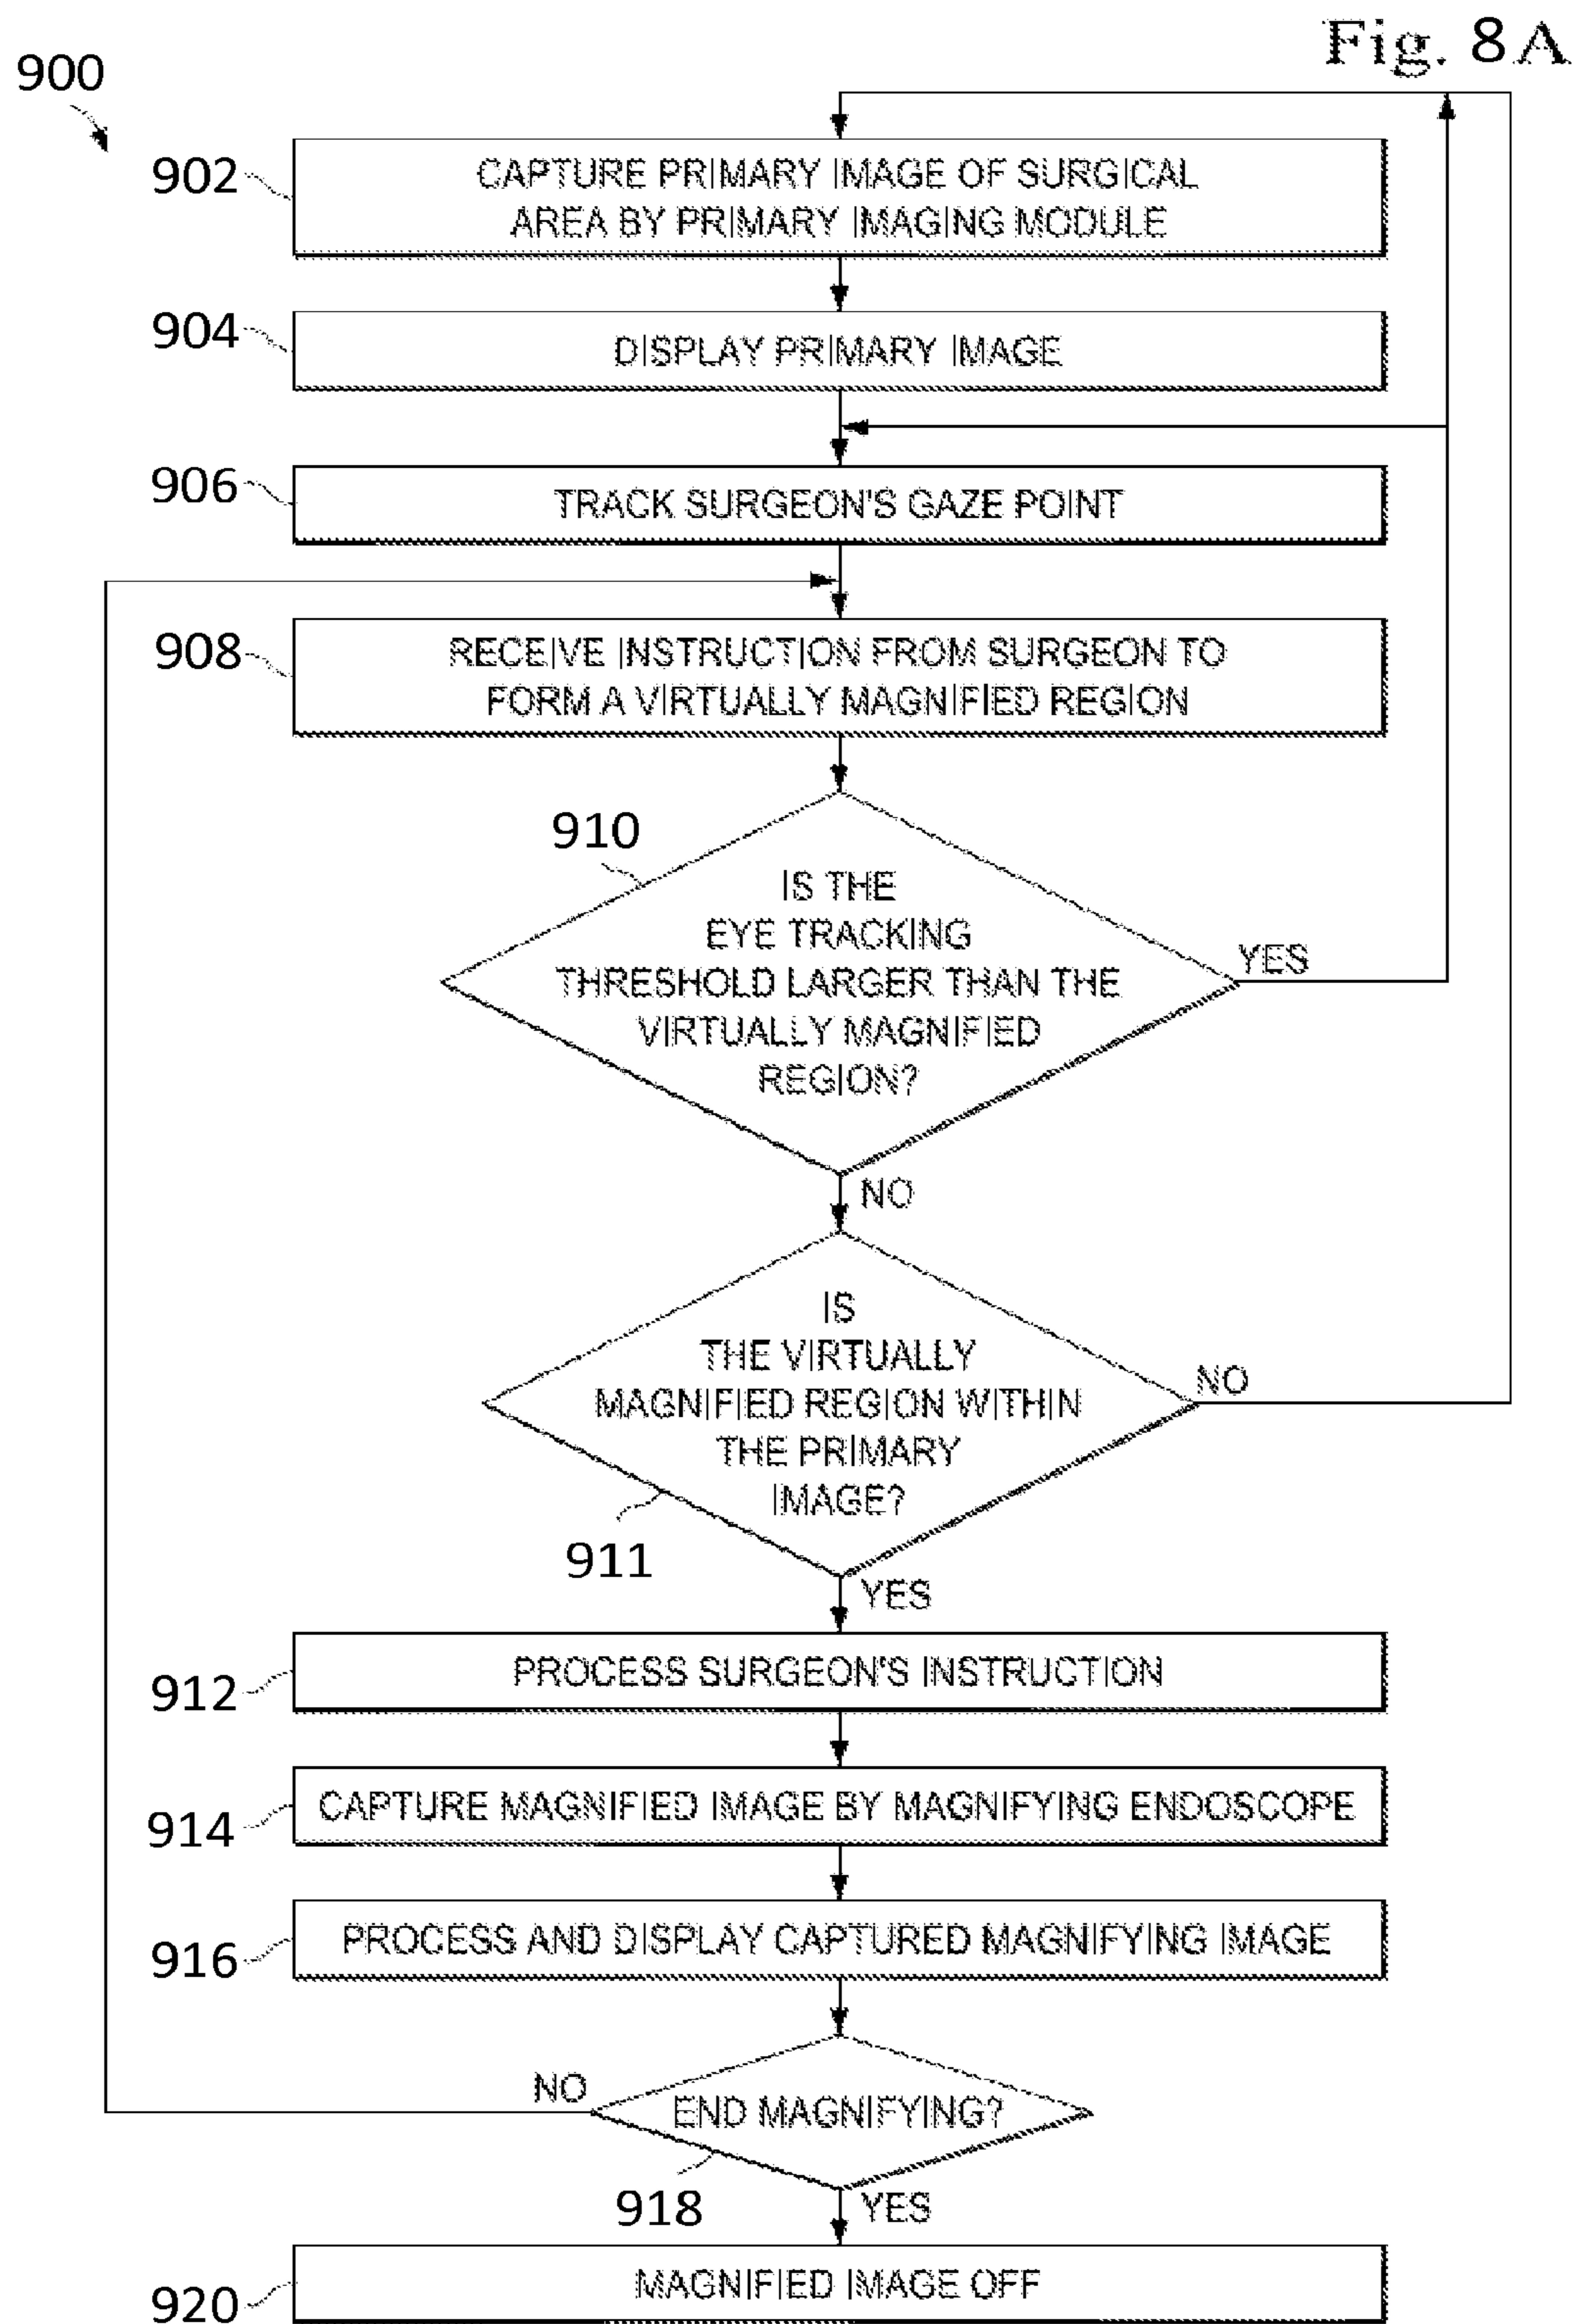 Fig. 8A
900
902
CAPTURE PRIMARY IMAGE OF SURGICAL
AREA BY PRIMARY IMAGING MODULE
904
DISPLAY PRIMARY IMAGE
906
TRACK SURGEON'S GAZE POINT
908
RECEIVE INSTRUCTION FROM SURGEON TO
FORM A VIRTUALLY MAGNIFIED REGION
910
IS THE
EYE TRACKING
THRESHOLD LARGER THAN THE
VIRTUALLY MAGNIFIED
REGION?
YES
NO
IS
THE VIRTUALLY
MAGNIFIED REGION WITHIN
THE PRIMARY
IMAGE?
NO
911
YES
912
PROCESS SURGEON'S INSTRUCTION
914
CAPTURE MAGNIFIED IMAGE BY MAGNIFYING ENDOSCOPE
916
PROCESS AND DISPLAY CAPTURED MAGNIFYING IMAGE
NO
END MAGNIFYING?
918
YES
920
MAGNIFIED IMAGE OFF